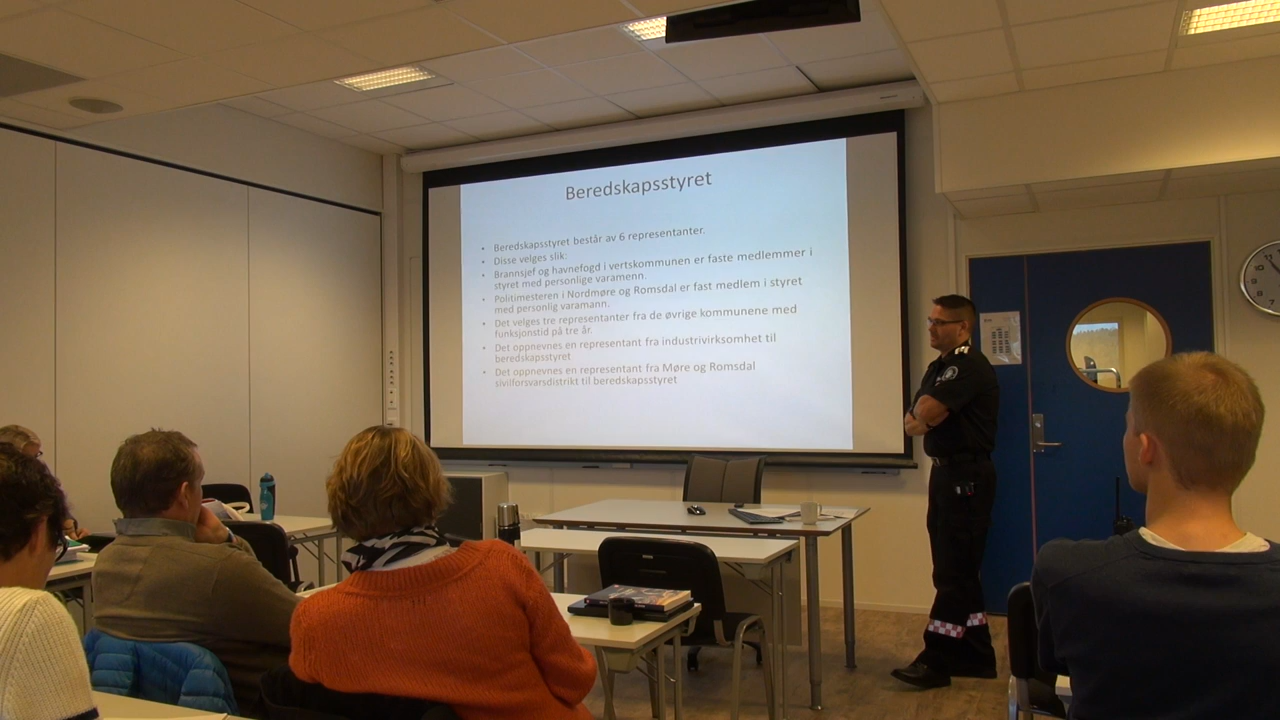 Beredskapsstyret
• Beredskapsstyret består av 6 representanter.
• Disse velges slik:
• Brannsjef og havnefogd i vertskommunen er faste medlemmer i
styret med personlige varamenn.
• Politimesteren i Nordmøre og Romsdal er fast medlem i styret
med personlig varamann.
• Det velges tre representanter fra de øvrige kommunene med
funksjonstid på tre år.
• Det oppnevnes en representant fra industrivirksomhet til
beredskapsstyret
• Det oppnevnes en representant fra Møre og Romsdal
sivilforsvarsdistrikt til beredskapsstyret